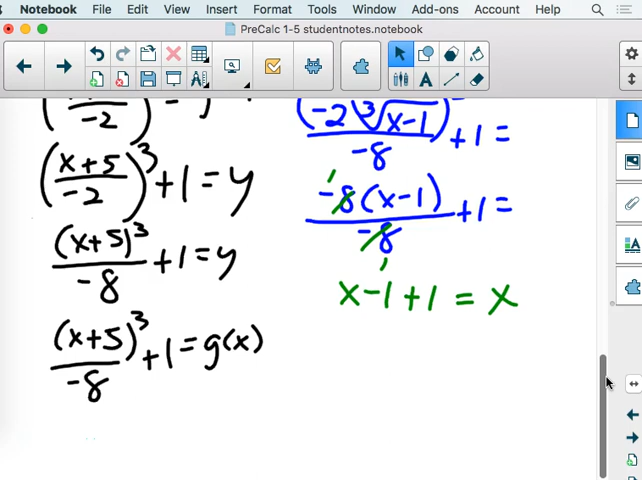 Notebook File Edit View Insert Format Tools Add-ons Account Window Help
PreCalc 1-5 studentnotes.notebook
-2
((x+5)/-2)^3 +1=y
(x+5)^3/-8 +1=y
(x+5)^3/-8 +1=g(x)
(-2∛(x-1))/-8 +1=
-8(x-1)/-8 +1=
x-1+1=x